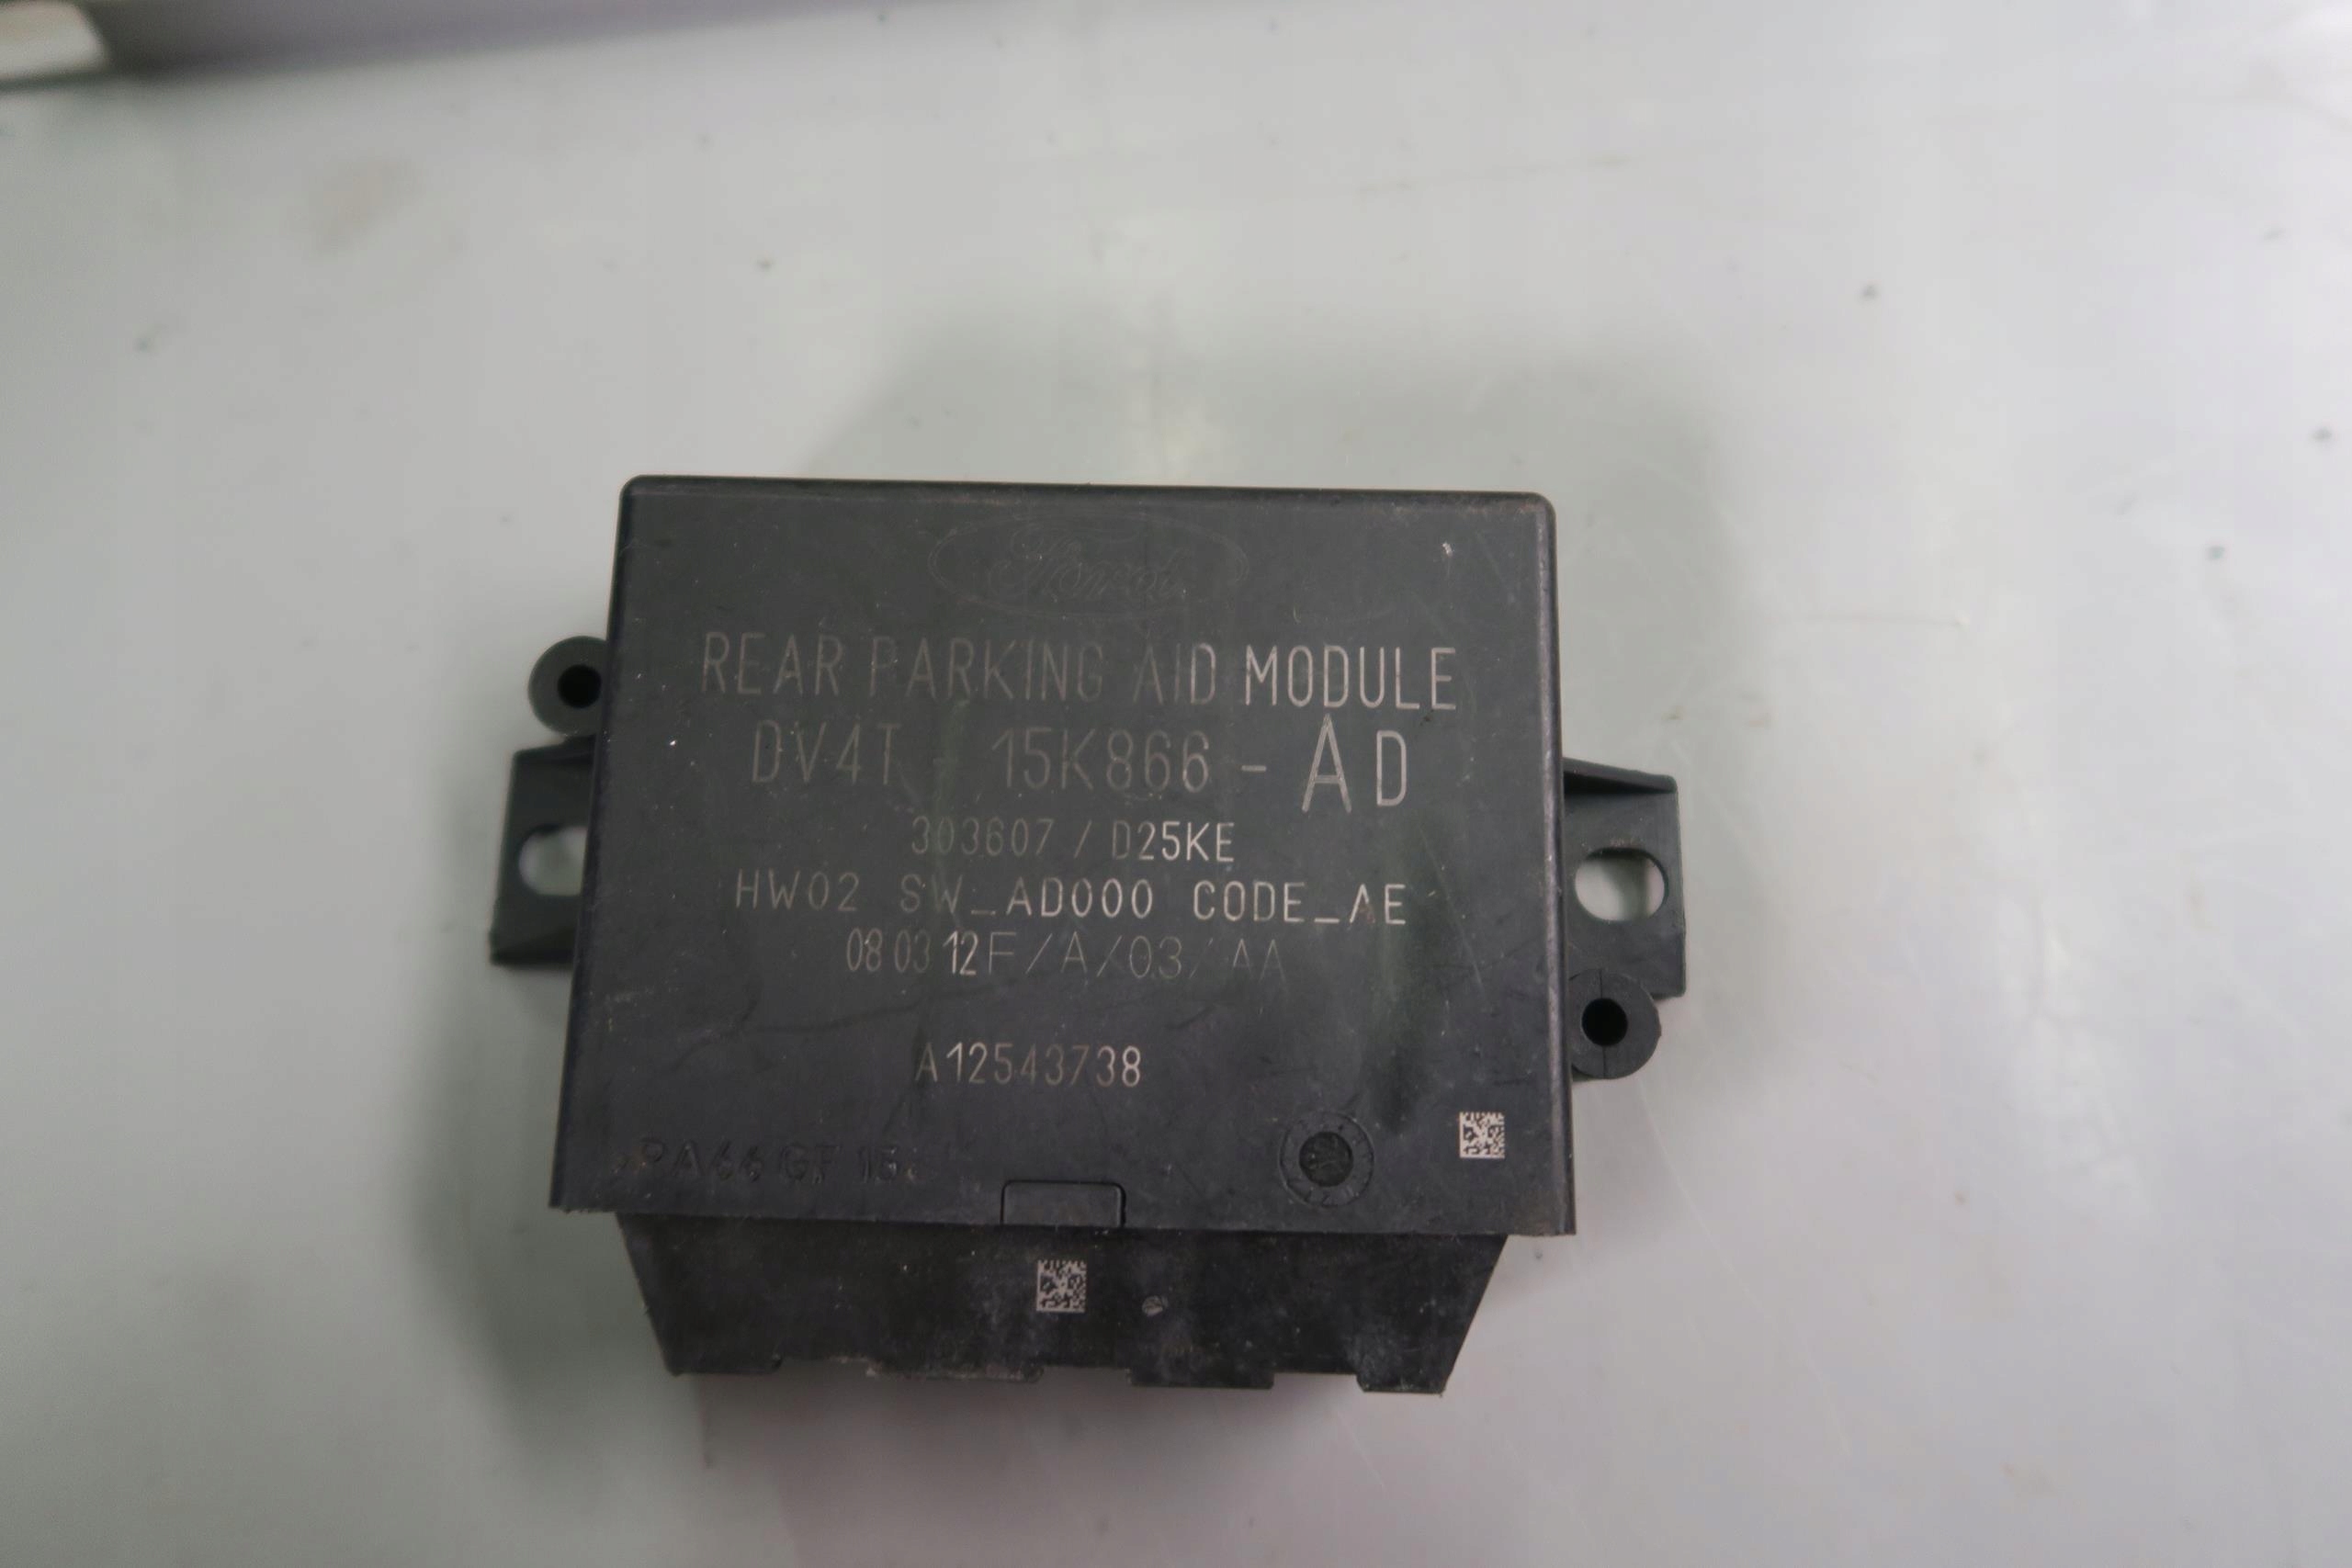 Ford
REAR PARKING AID MODULE
DV4T - 15K866 - AD
303607 / D25KE
HW02 SW_AD000 CODE_AE
08 03 12 F/A/03/AA
A12543738
>PA66 GF 15<